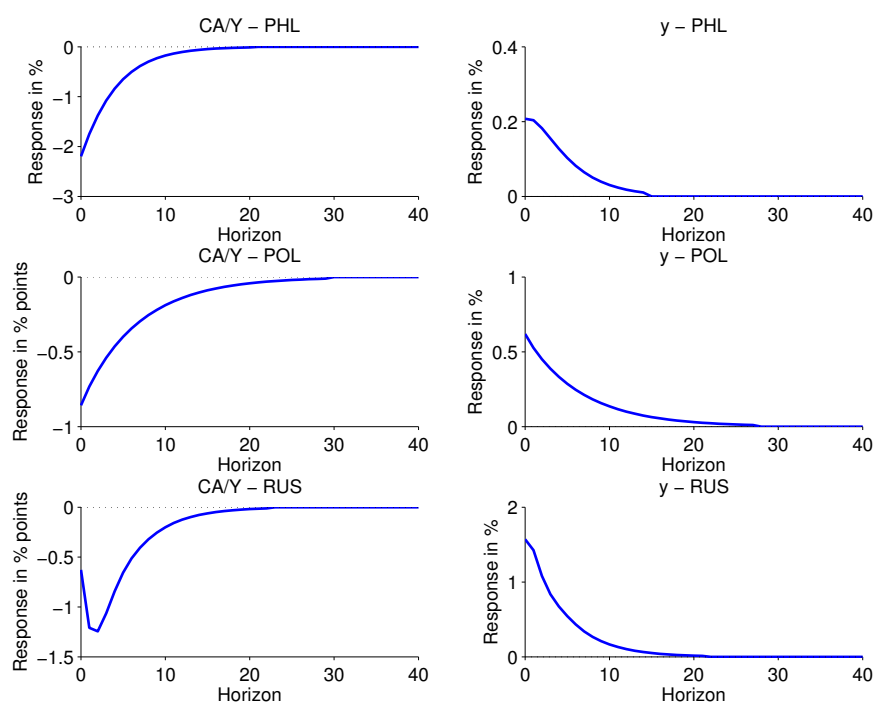 CA/Y − PHL
Response in %
0
−1
−2
−3
0 10 20 30 40
Horizon
y − PHL
Response in %
0.4
0.2
0
0 10 20 30 40
Horizon
CA/Y − POL
Response in % points
0
−0.5
−1
0 10 20 30 40
Horizon
y − POL
Response in %
1
0.5
0
0 10 20 30 40
Horizon
CA/Y − RUS
Response in % points
0
−0.5
−1
−1.5
0 10 20 30 40
Horizon
y − RUS
Response in %
2
1
0
0 10 20 30 40
Horizon